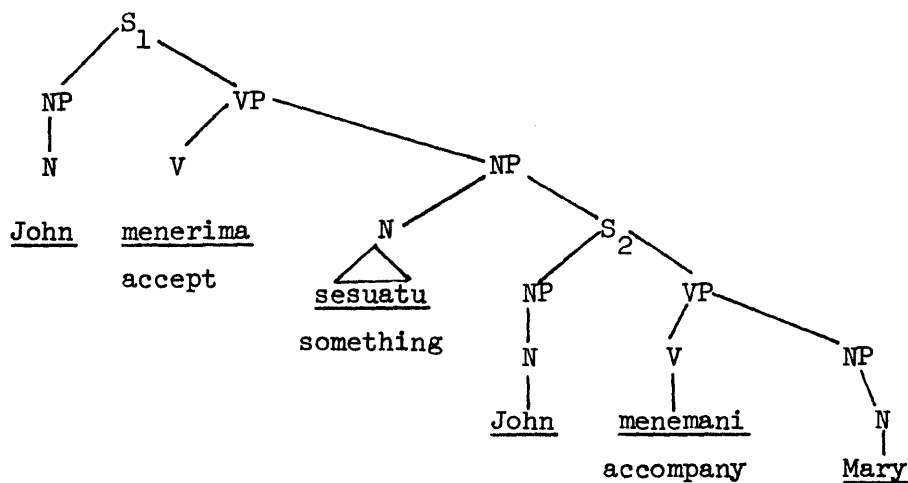 S1
NP VP
N V NP
John menerima N S2
accept
sesuatu NP VP
something
N V NP
John menemani N
accompany Mary